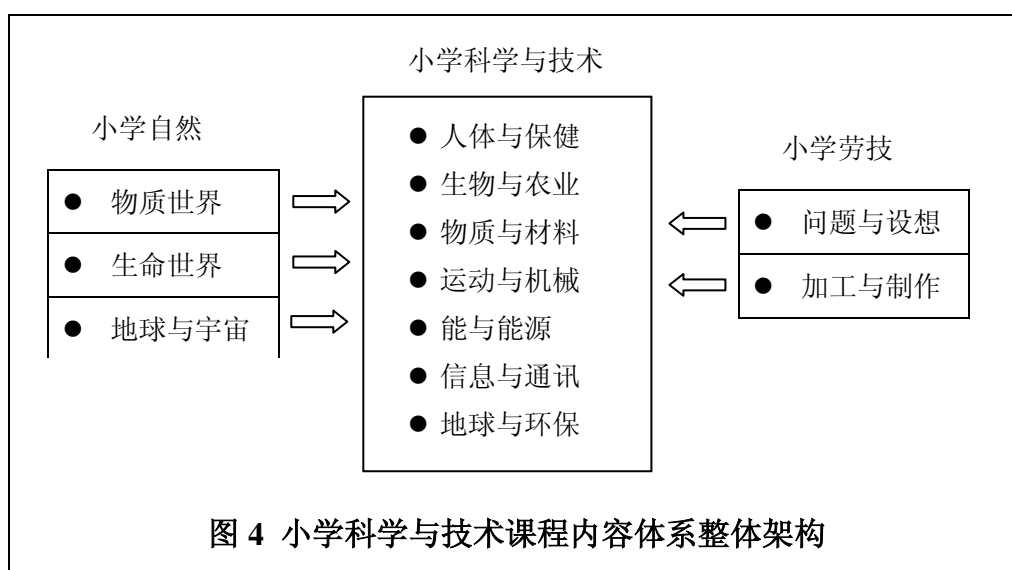 小学科学与技术
小学自然
● 物质世界
● 生命世界
● 地球与宇宙
● 人体与保健
● 生物与农业
● 物质与材料
● 运动与机械
● 能与能源
● 信息与通讯
● 地球与环保
小学劳技
● 问题与设想
● 加工与制作
图 4 小学科学与技术课程内容体系整体架构